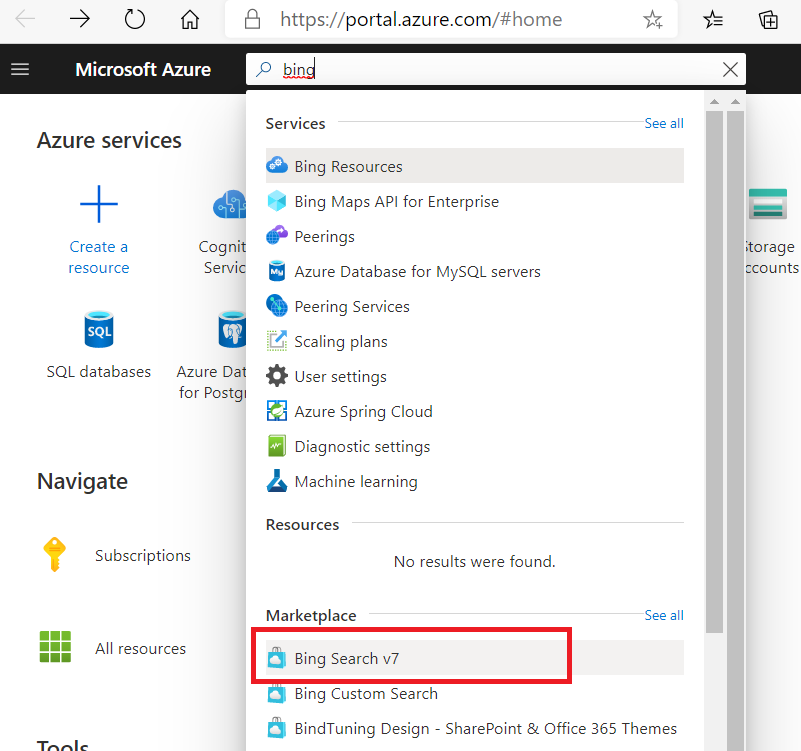 https://portal.azure.com/#home
Microsoft Azure
bing
Azure services
Create a
resource
Cognit
Servic
Storage
ccounts
SQL
SQL databases
Azure Dat
for Postgr
Navigate
Subscriptions
All resources
Tools
Services
See all
Bing Resources
Bing Maps API for Enterprise
Peerings
My
Azure Database for MySQL servers
Peering Services
Scaling plans
User settings
Azure Spring Cloud
Diagnostic settings
Machine learning
Resources
No results were found.
Marketplace
See all
Bing Search v7
Bing Custom Search
BindTuning Design - SharePoint & Office 365 Themes